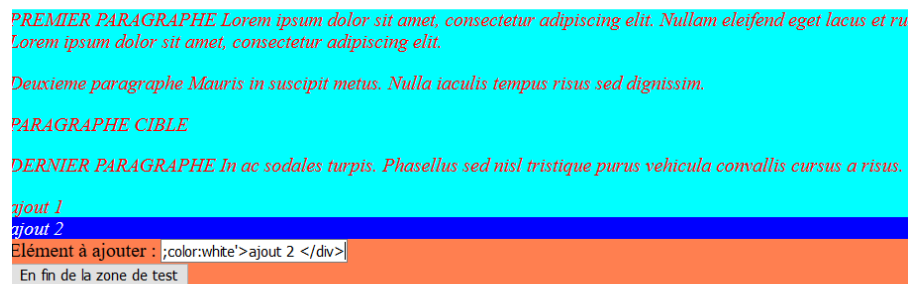 PREMIER PARAGRAPHE Lorem ipsum dolor sit amet, consectetur adipiscing elit. Nullam eleifend eget lacus et ru
Lorem ipsum dolor sit amet, consectetur adipiscing elit.
Deuxieme paragraphe Mauris in suscipit metus. Nulla iaculis tempus risus sed dignissim.
PARAGRAPHE CIBLE
DERNIER PARAGRAPHE In ac sodales turpis. Phasellus sed nisl tristique purus vehicula convallis cursus a risus.
ajout 1
ajout 2
Elément à ajouter : ;color:white'>ajout 2 </div>
En fin de la zone de test